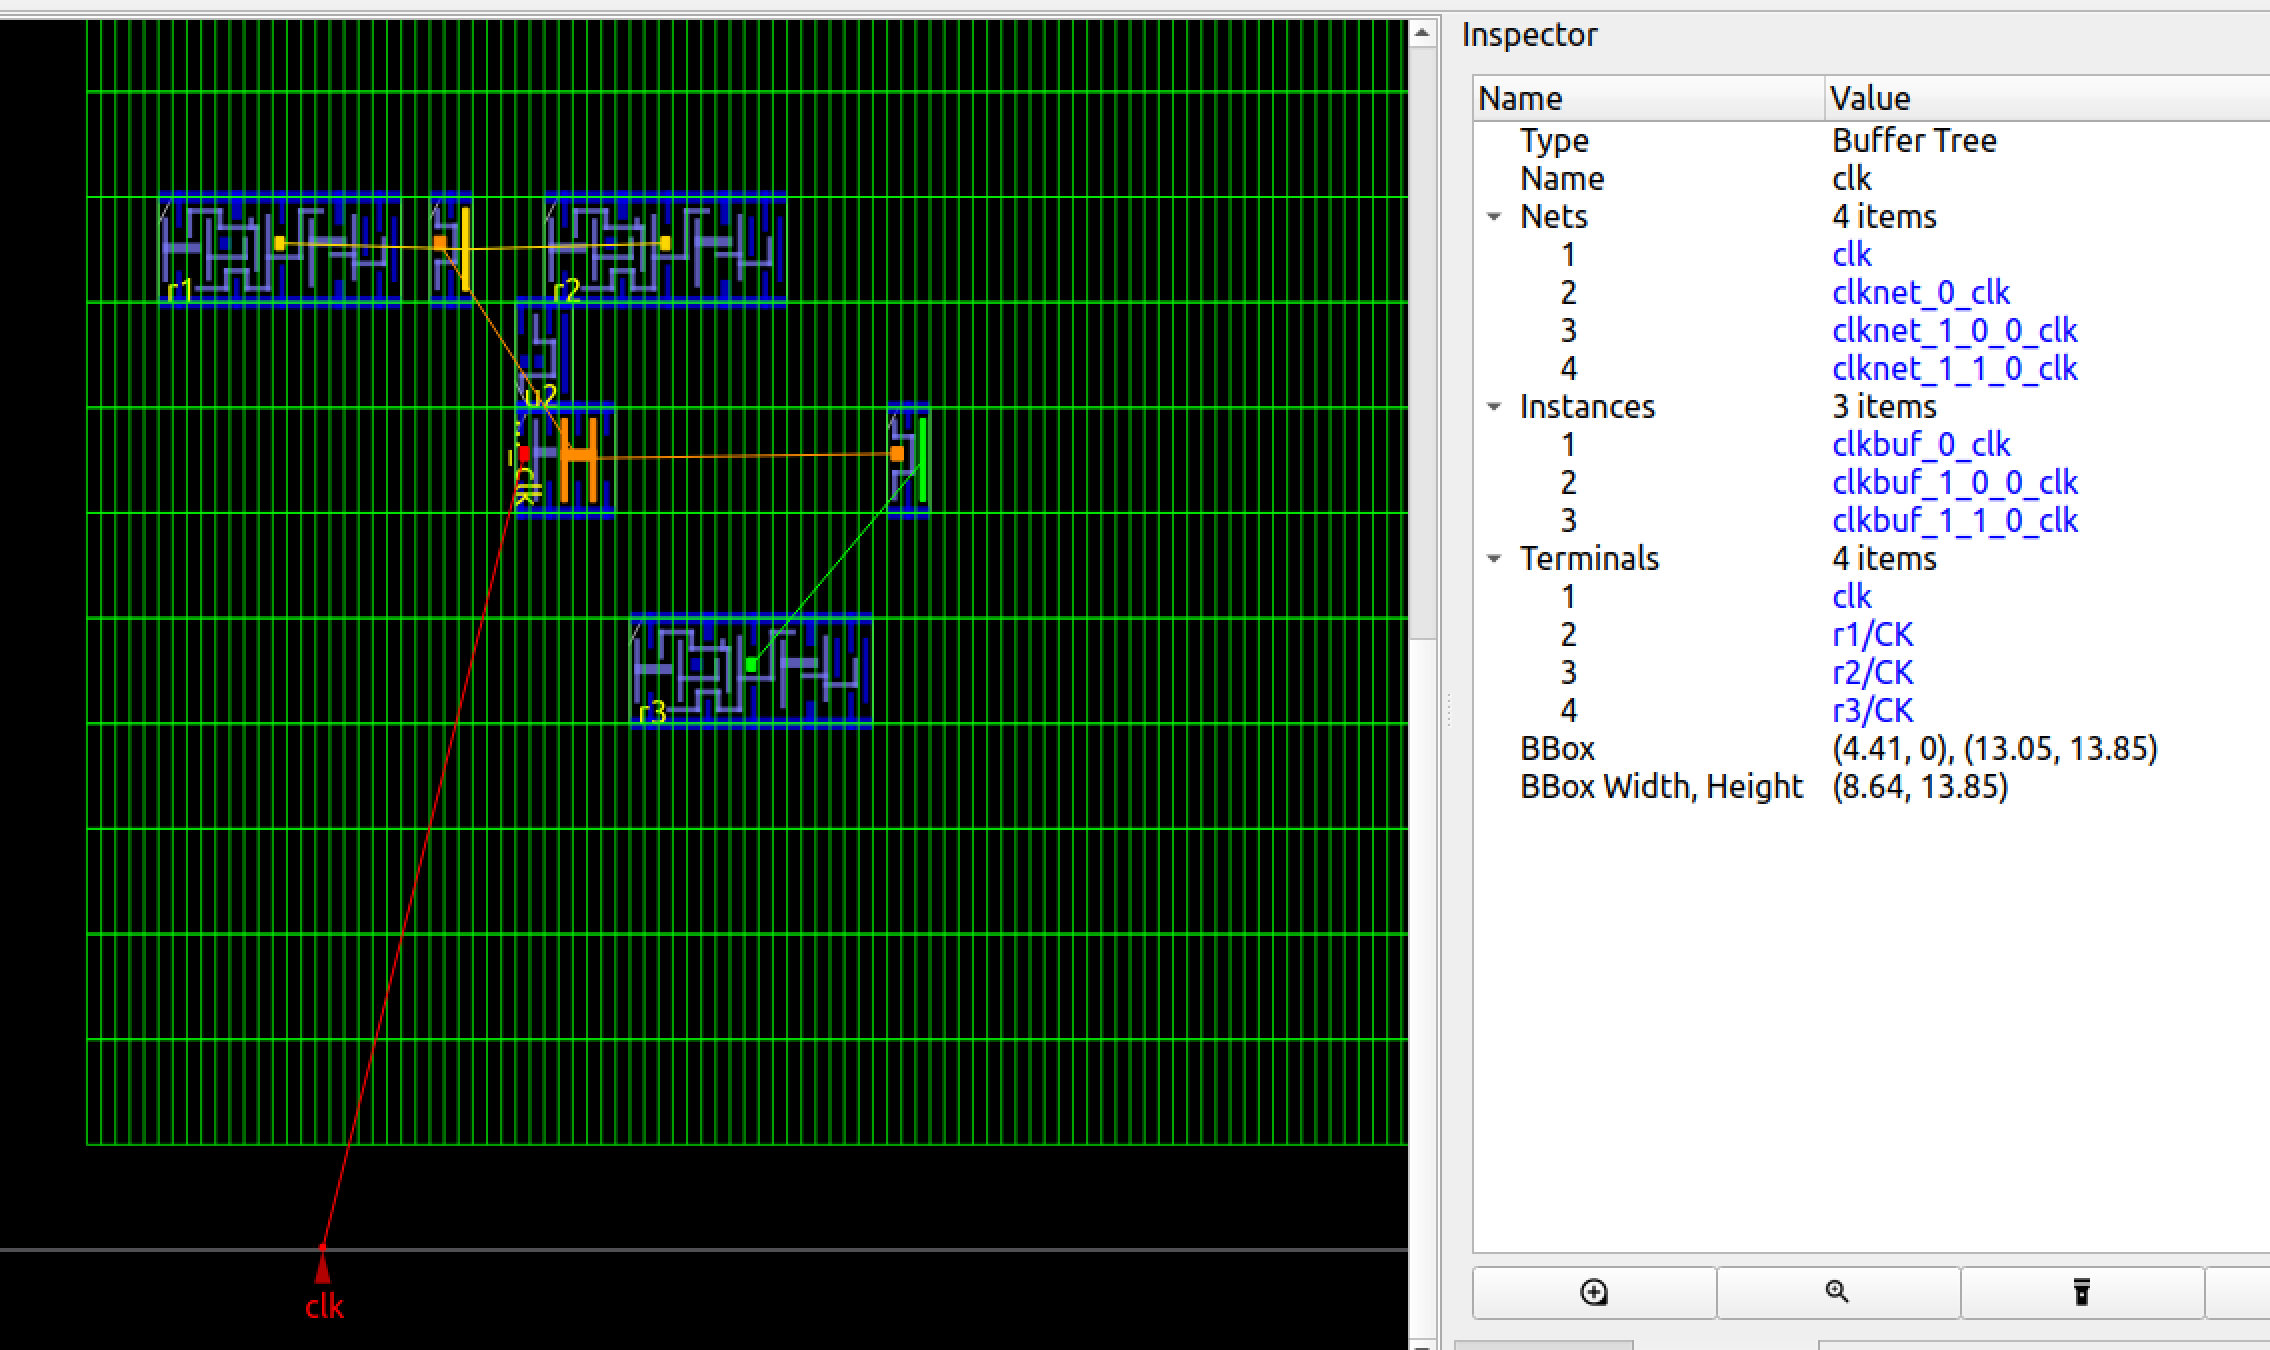 r1
r2
u2
clk
r3
clk
Inspector
Name Value
Type Buffer Tree
Name clk
Nets 4 items
1 clk
2 clknet_0_clk
3 clknet_1_0_0_clk
4 clknet_1_1_0_clk
Instances 3 items
1 clkbuf_0_clk
2 clkbuf_1_0_0_clk
3 clkbuf_1_1_0_clk
Terminals 4 items
1 clk
2 r1/CK
3 r2/CK
4 r3/CK
BBox (4.41, 0), (13.05, 13.85)
BBox Width, Height (8.64, 13.85)